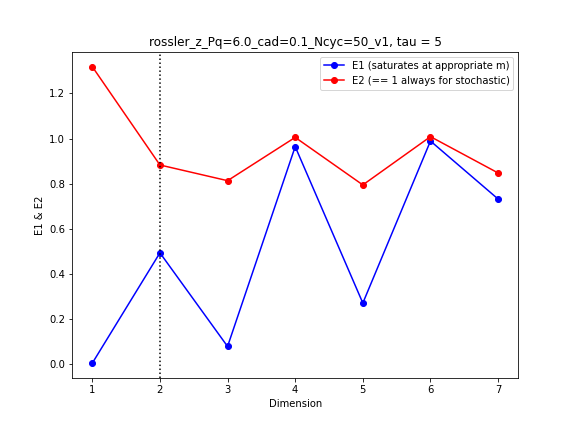 rossler_z_Pq=6.0_cad=0.1_Ncyc=50_v1, tau = 5
E1 (saturates at appropriate m)
E2 (== 1 always for stochastic)
E1 & E2
1.2
1.0
0.8
0.6
0.4
0.2
0.0
1 2 3 4 5 6 7
Dimension